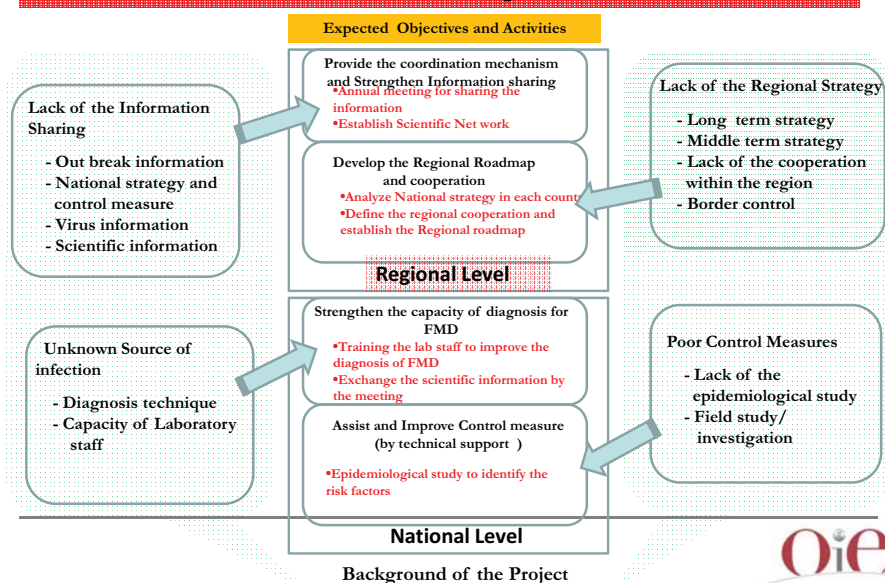 Expected Objectives and Activities
Provide the coordination mechanism
and Strengthen Information sharing
•Annual meeting for sharing the
information
•Establish Scientific Net work
Develop the Regional Roadmap
and cooperation
•Analyze National strategy in each
•Define the regional cooperation and
establish the Regional roadmap
Regional Level
Lack of the Information
Sharing
- Out break information
- National strategy and
control measure
- Virus information
- Scientific information
Lack of the Regional Strategy
- Long term strategy
- Middle term strategy
- Lack of the cooperation
within the region
- Border control
Strengthen the capacity of diagnosis for
FMD
•Training the lab staff to improve the
diagnosis of FMD
•Exchange the scientific information by
the meeting
Assist and Improve Control measure
(by technical support )
•Epidemiological study to identify the
risk factors
National Level
Unknown Source of
infection
- Diagnosis technique
- Capacity of Laboratory
staff
Poor Control Measures
- Lack of the
epidemiological study
- Field study/
investigation
Background of the Project
Oie